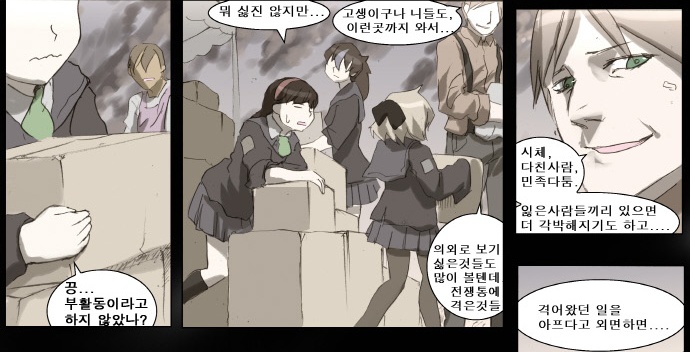 끙...
부활동이라고
하지 않았나?
뭐 싫진 않지만...
고생이구나 니들도,
이런곳까지 와서...
의외로 보기
싫은것들도
많이 볼텐데
전쟁통에
격은것들
시체,
다친사람,
민족다툼,
잃은사람들끼리 있으면
더 각박해지기도 하고....
격어왔던 일을
아프다고 외면하면....